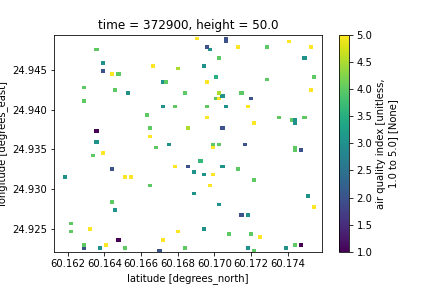 time = 372900, height = 50.0
24.945
24.940
24.935
24.930
24.925
longitude [degrees_east]
60.162 60.164 60.166 60.168 60.170 60.172 60.174
latitude [degrees_north]
5.0
4.5
4.0
3.5
3.0
2.5
2.0
1.5
1.0
air quality index [unitless,
1.0 to 5.0] [None]